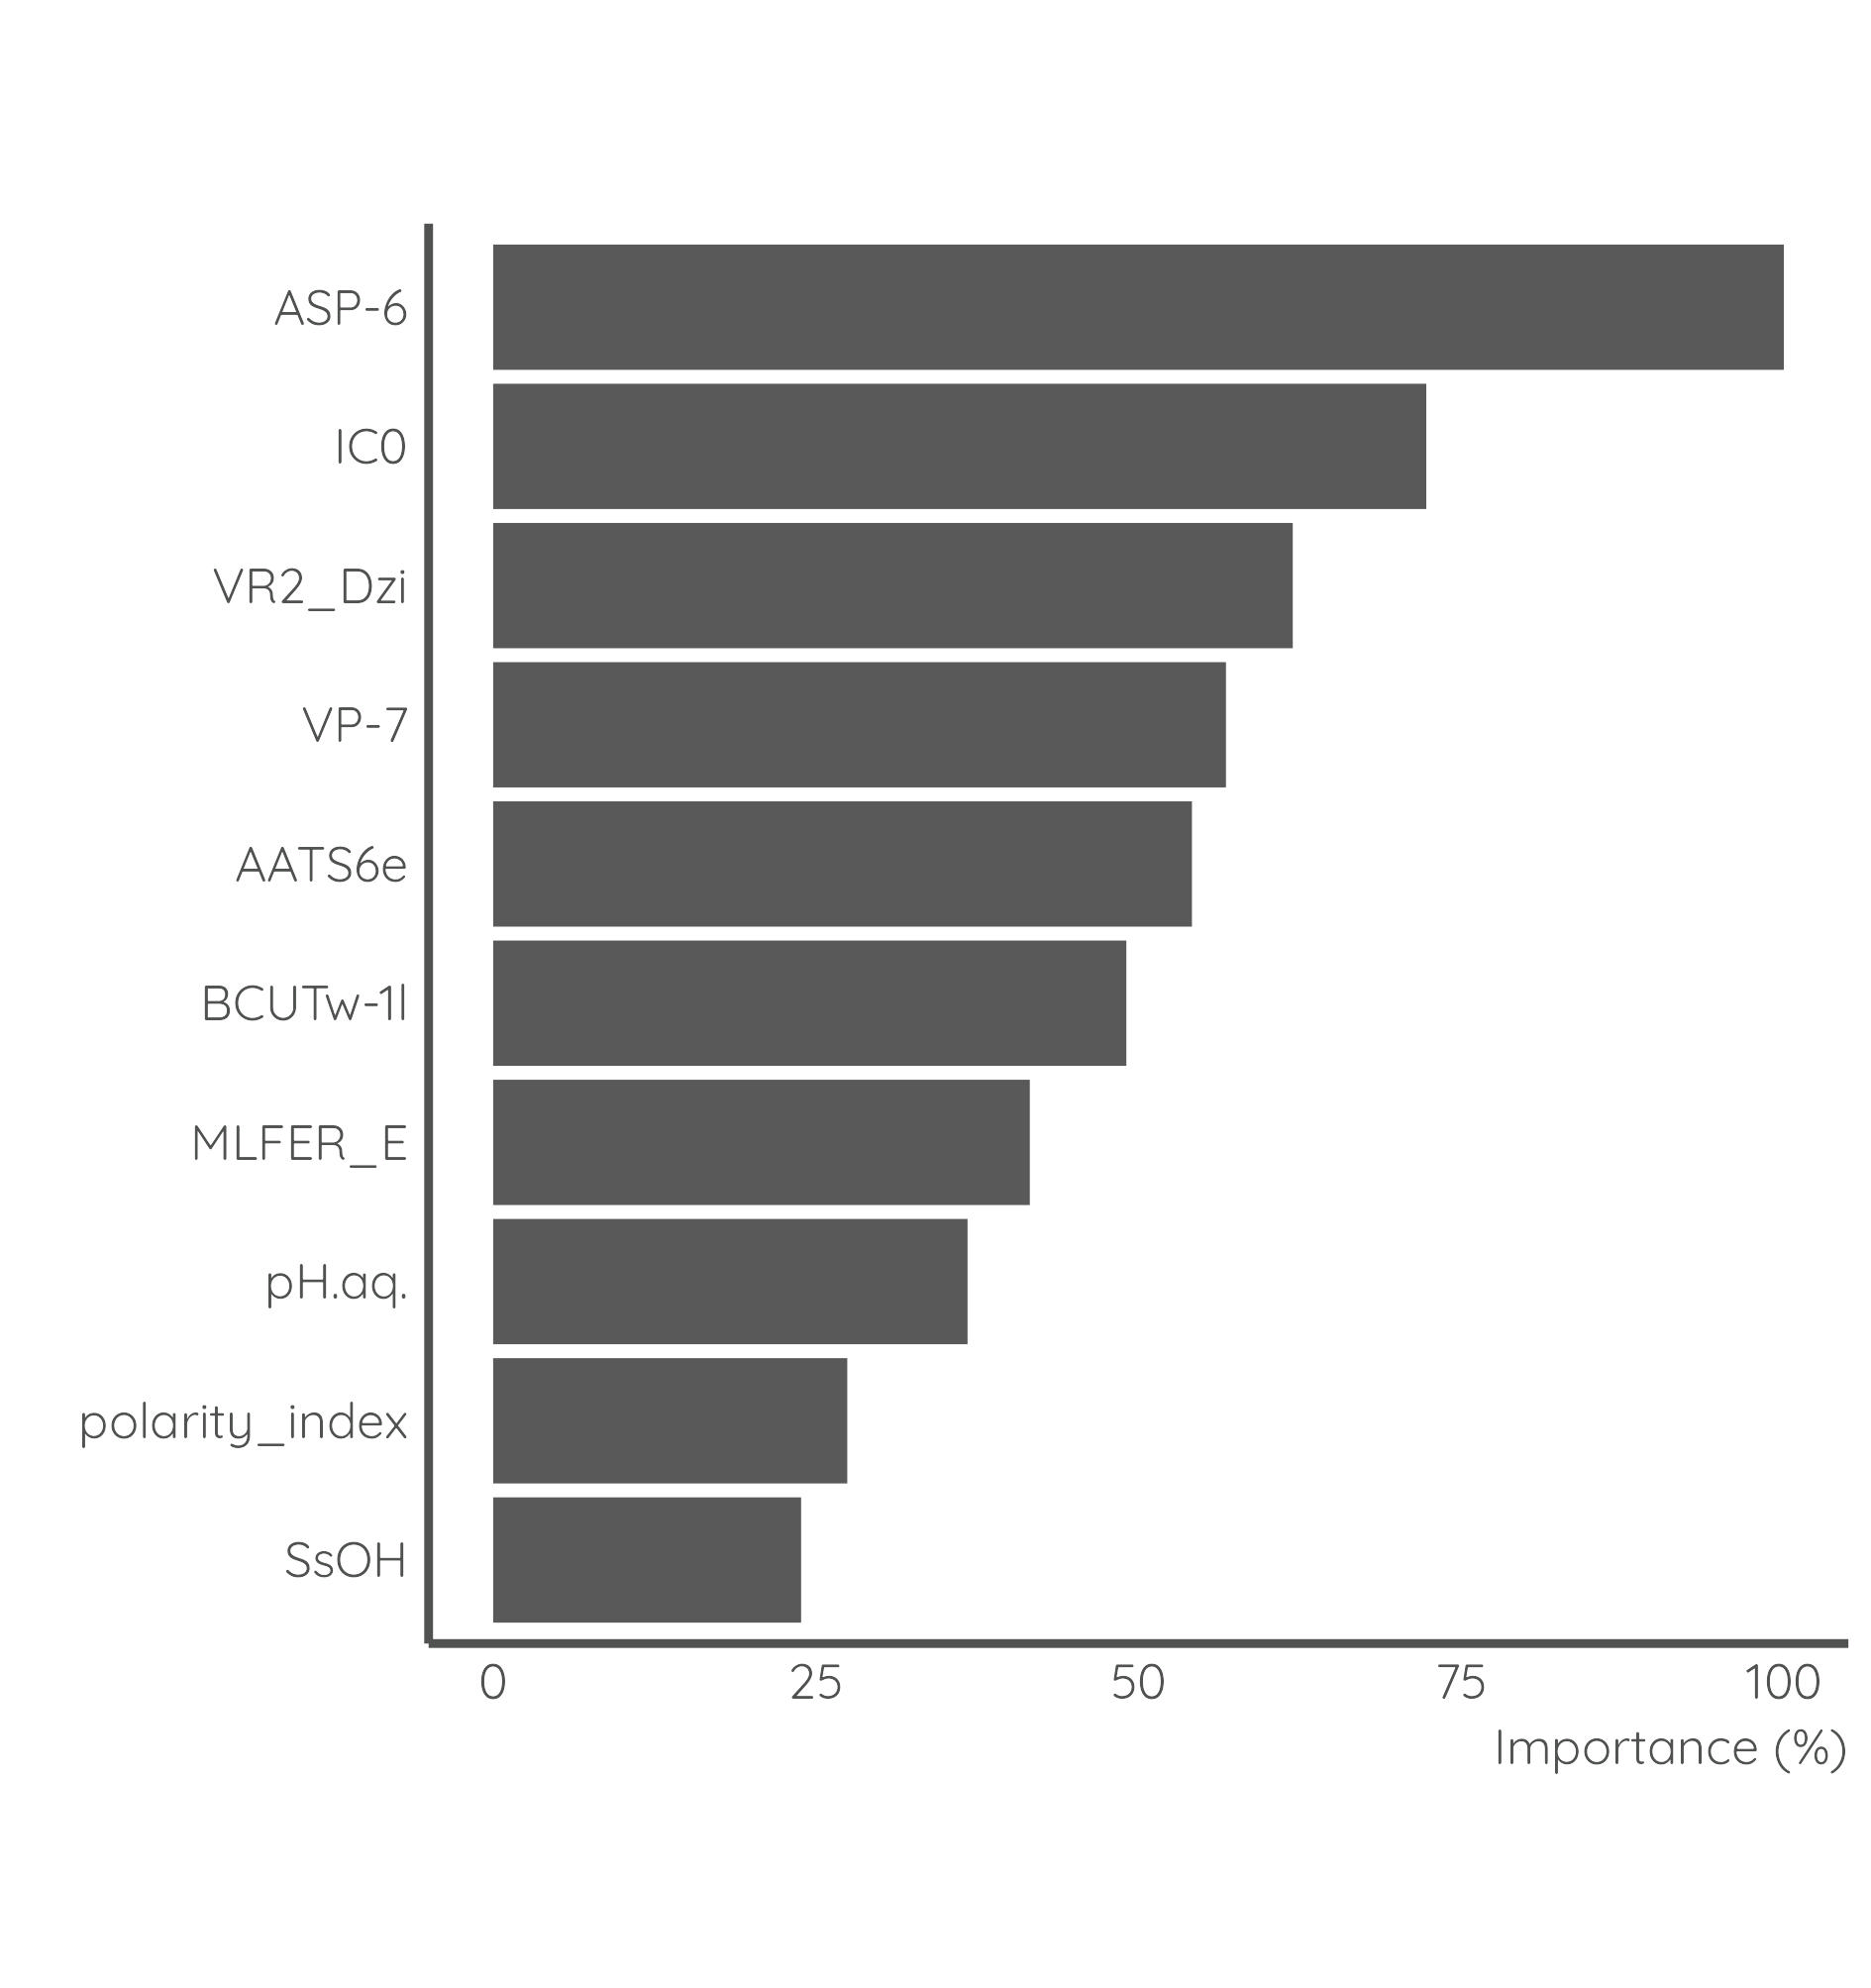 ASP-6
IC0
VR2_Dzi
VP-7
AATS6e
BCUTw-1l
MLFER_E
pH.aq.
polarity_index
SsOH
0 25 50 75 100
Importance (%)